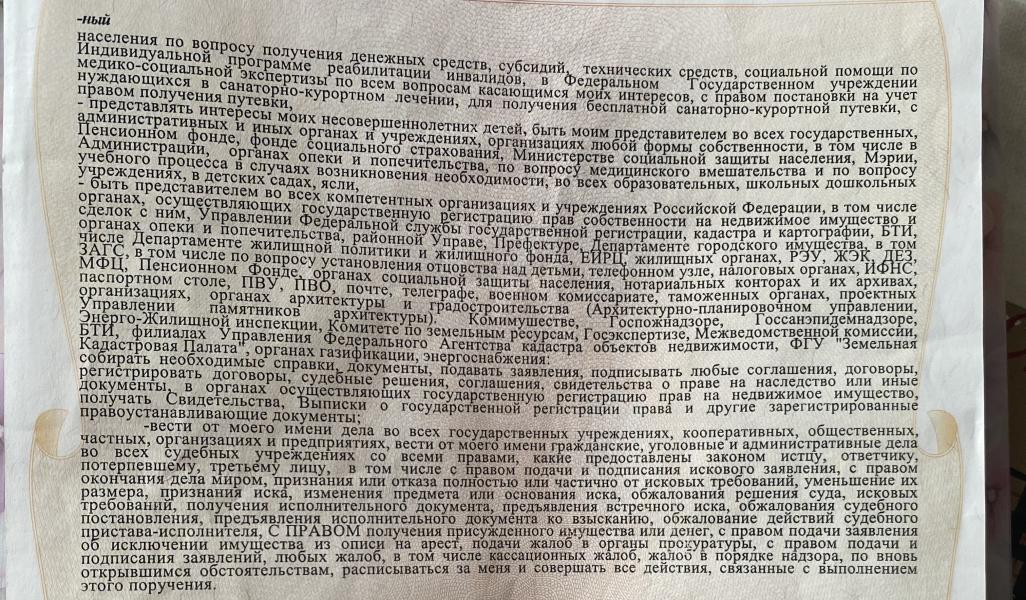 -ный
населения по вопросу получения денежных средств, субсидий, технических средств, социальной помощи по
Индивидуальной программе реабилитации инвалидов, в Федеральном Государственном учреждении
медико-социальной экспертизы по всем вопросам касающимся моих интересов, с правом постановки на учет
нуждающихся в санаторно-курортном лечении, для получения бесплатной санаторно-курортной путевки, с
правом получения путевки,
- представлять интересы моих несовершеннолетних детей, быть моим представителем во всех государственных,
административных и иных органах и учреждениях, организациях любой формы собственности, в том числе в
Пенсионном фонде, фонде социального страхования, Министерстве социальной защиты населения, Мэрии,
Администрации, органах опеки и попечительства, по вопросу медицинского вмешательства и по вопросу
учебного процесса в случаях возникновения необходимости, во всех образовательных, школьных дошкольных
учреждениях, в детских садах, ясли,
- быть представителем во всех компетентных организациях и учреждениях Российской Федерации, в том числе
органах, осуществляющих государственную регистрацию прав собственности на недвижимое имущество и
сделок с ним, Управлении Федеральной службы государственной регистрации, кадастра и картографии, БТИ,
органах опеки и попечительства, районной Управе, Префектуре, Департаменте городского имущества, в том
числе Департаменте жилищной политики и жилищного фонда, ЕИРЦ, жилищных органах, РЭУ, ЖЭК, ДЕЗ,
ЗАГС, в том числе по вопросу установления отцовства над детьми, телефонном узле, налоговых органах, ИФНС,
МФЦ, Пенсионном Фонде, органах социальной защиты населения, нотариальных конторах и их архивах,
паспортном столе, ПВУ, ПВО, почте, телеграфе, военном комиссариате, таможенных органах, проектных
организациях, органах архитектуры и градостроительства (Архитектурно-планировочном управлении,
Управлении памятников архитектуры), Комимуществе, Госпожнадзоре, Госсанэпидемнадзоре,
Энерго-Жилищной инспекции, Комитете по земельным ресурсам, Госэкспертизе, Межведомственной комиссии,
БТИ, филиалах Управления Федерального Агентства кадастра объектов недвижимости, ФГУ "Земельная
Кадастровая Палата", органах газификации, энергоснабжения:
собирать необходимые справки, документы, подавать заявления, подписывать любые соглашения, договоры,
регистрировать договоры, судебные решения, соглашения, свидетельства о праве на наследство или иные
документы, в органах осуществляющих государственную регистрацию прав на недвижимое имущество,
получать Свидетельства, Выписки о государственной регистрации права и другие зарегистрированные
правоустанавливающие документы;
-вести от моего имени дела во всех государственных учреждениях, кооперативных, общественных,
частных, организациях и предприятиях, вести от моего имени гражданские, уголовные и административные дела
во всех судебных учреждениях со всеми правами, какие предоставлены законом истцу, ответчику,
потерпевшему, третьему лицу, в том числе с правом подачи и подписания искового заявления, с правом
окончания дела миром, признания или отказа полностью или частично от исковых требований, уменьшение их
размера, признания иска, изменения предмета или основания иска, обжалования решения суда, исковых
требований, получения исполнительного документа, предъявления встречного иска, обжалования судебного
постановления, предъявления исполнительного документа ко взысканию, обжалование действий судебного
пристава-исполнителя, С ПРАВОМ получения присужденного имущества или денег, с правом подачи заявления
об исключении имущества из описи на арест, подачи жалоб в органы прокуратуры, с правом подачи и
подписания заявлений, любых жалоб, в том числе кассационных жалоб, жалоб в порядке надзора, по вновь
открывшимся обстоятельствам, расписываться за меня и совершать все действия, связанные с выполнением
этого поручения.